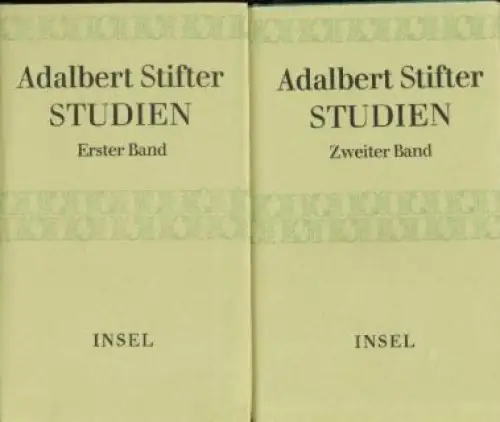 Adalbert Stifter
STUDIEN
Erster Band
INSEL
Adalbert Stifter
STUDIEN
Zweiter Band
INSEL